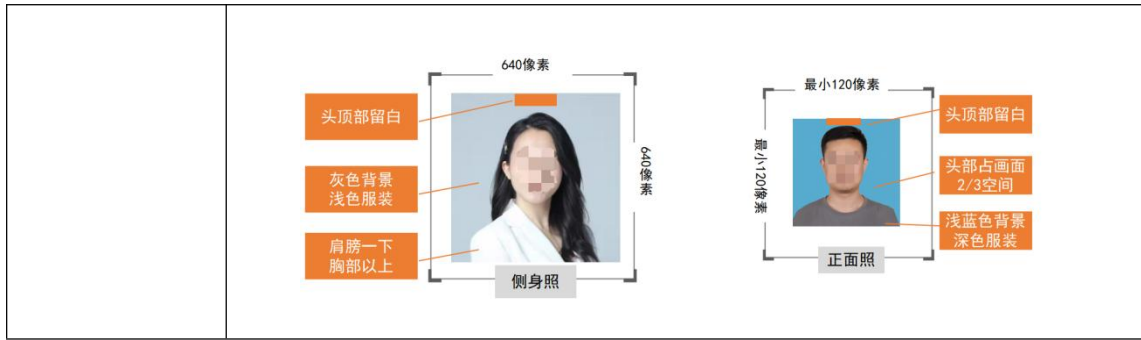 640像素
头顶部留白
灰色背景
浅色服装
肩膀一下
胸部以上
640像素
侧身照
最小120像素
最小120像素
头顶部留白
头部占画面
2/3空间
浅蓝色背景
深色服装
正面照